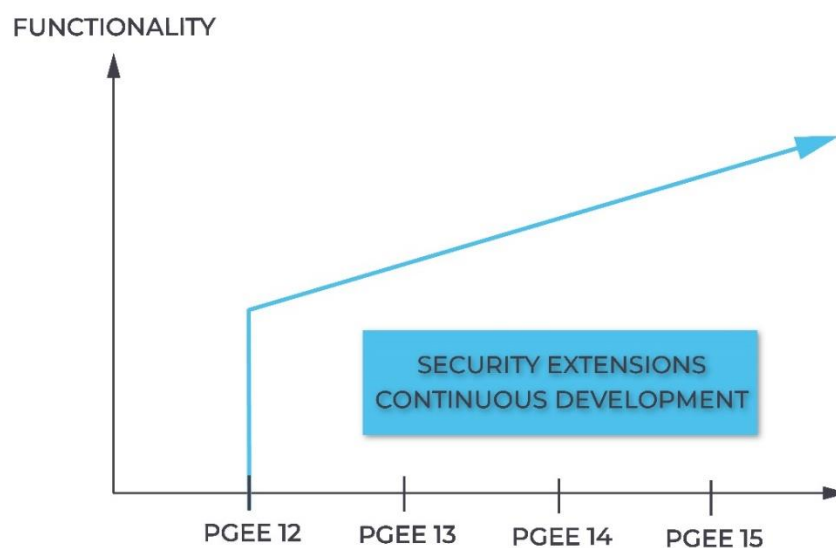 FUNCTIONALITY
SECURITY EXTENSIONS
CONTINUOUS DEVELOPMENT
PGEE 12
PGEE 13
PGEE 14
PGEE 15